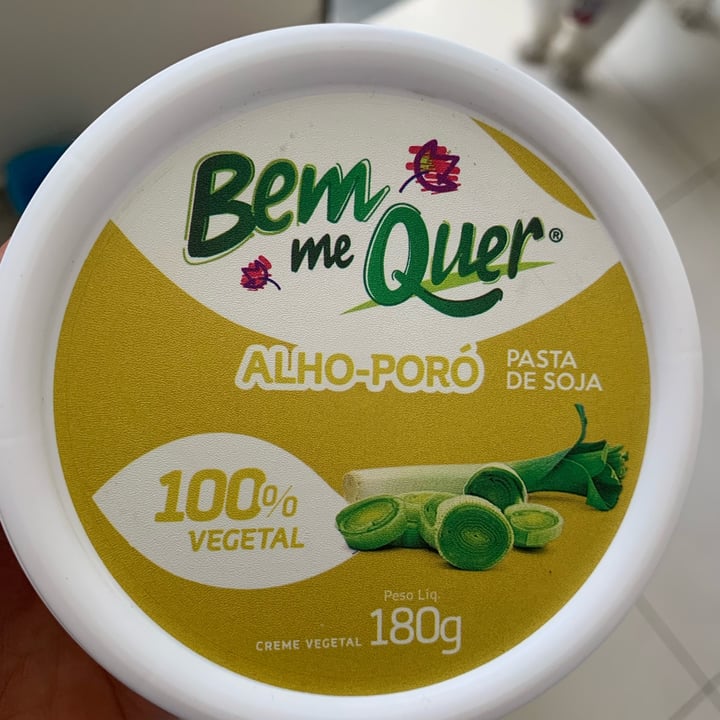 Bem
me Quer®
ALHO-PORÓ
PASTA
DE SOJA
100%
VEGETAL
Peso Líq.
CREME VEGETAL 180g